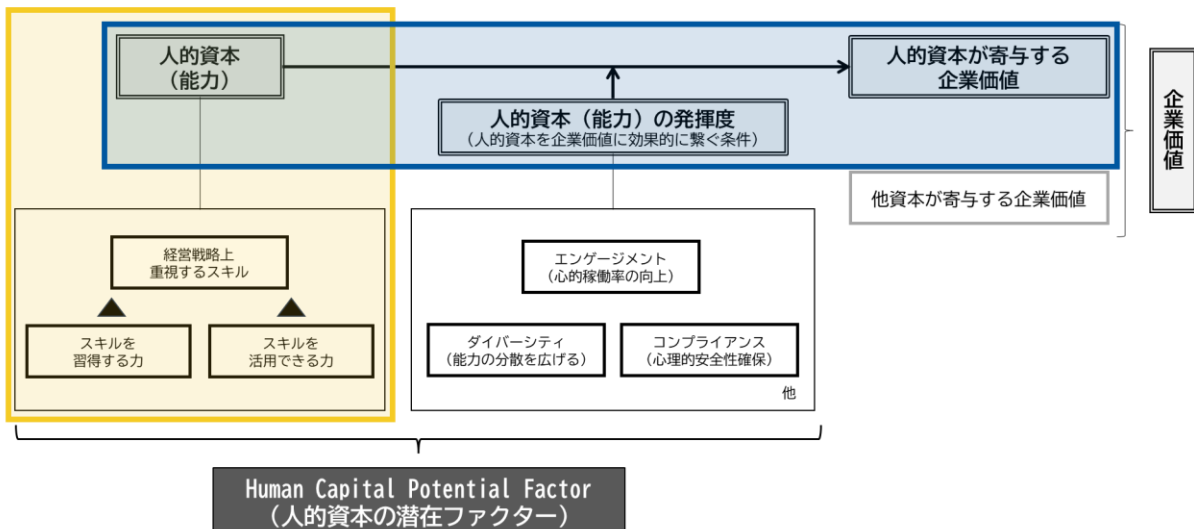 人的資本
（能力）
人的資本が寄与する
企業価値
人的資本（能力）の発揮度
（人的資本を企業価値に効果的に繋ぐ条件）
企業価値
他資本が寄与する企業価値
経営戦略上
重視するスキル
スキルを
習得する力
スキルを
活用できる力
エンゲージメント
（心的稼働率の向上）
ダイバーシティ
（能力の分散を広げる）
コンプライアンス
（心理的安全性確保）
他
Human Capital Potential Factor
（人的資本の潜在ファクター）